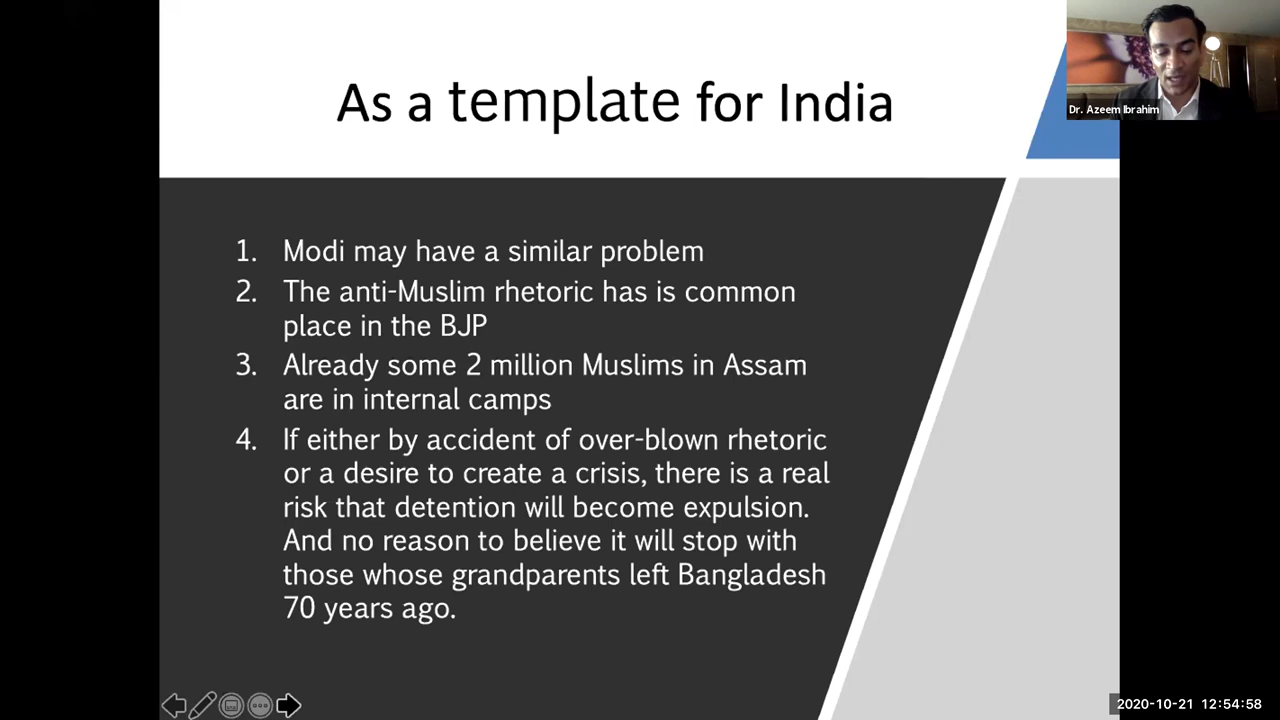 As a template for India
Dr. Azeem Ibrahim
1. Modi may have a similar problem
2. The anti-Muslim rhetoric has is common
place in the BJP
3. Already some 2 million Muslims in Assam
are in internal camps
4. If either by accident of over-blown rhetoric
or a desire to create a crisis, there is a real
risk that detention will become expulsion.
And no reason to believe it will stop with
those whose grandparents left Bangladesh
70 years ago.
2020-10-21 12:54:58